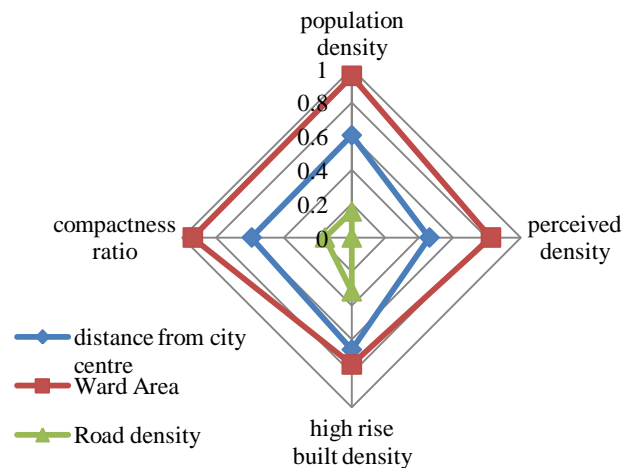 population
density
1
0.8
0.6
0.4
0.2
0
compactness
ratio
perceived
density
distance from city
centre
Ward Area
Road density
high rise
built density